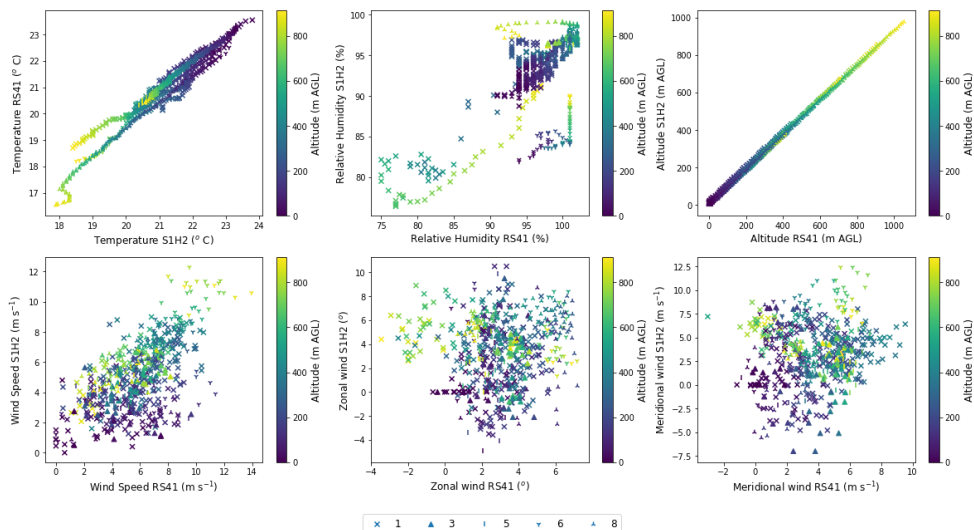 23
22
21
20
19
18
17
18 19 20 21 22 23 24
Temperature RS41 (° C)
Temperature S1H2 (° C)
800
600
400
200
0
Altitude (m AGL)
100
95
90
85
80
75 80 85 90 95 100
Relative Humidity S1H2 (%)
Relative Humidity RS41 (%)
800
600
400
200
0
Altitude (m AGL)
1000
800
600
400
200
0
0 200 400 600 800 1000
Altitude S1H2 (m AGL)
Altitude RS41 (m AGL)
800
600
400
200
0
Altitude (m AGL)
12
10
8
6
4
2
0
0 2 4 6 8 10 12 14
Wind Speed S1H2 (m s⁻¹)
Wind Speed RS41 (m s⁻¹)
800
600
400
200
0
Altitude (m AGL)
10
8
6
4
2
0
−2
−4
−4 −2 0 2 4 6
Zonal wind S1H2 (°)
Zonal wind RS41 (°)
800
600
400
200
0
Altitude (m AGL)
12.5
10.0
7.5
5.0
2.5
0.0
−2.5
−5.0
−7.5
−2 0 2 4 6 8 10
Meridional wind S1H2 (m s⁻¹)
Meridional wind RS41 (m s⁻¹)
800
600
400
200
0
Altitude (m AGL)
1 3 5 6 8